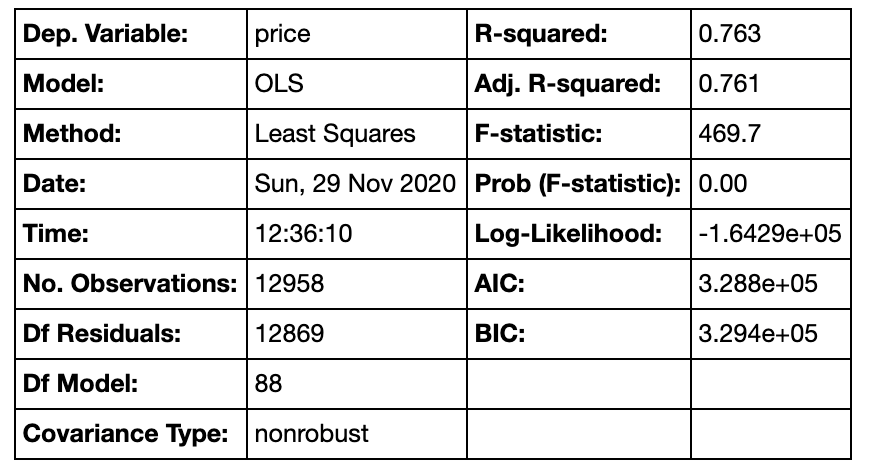 Dep. Variable: price R-squared: 0.763
Model: OLS Adj. R-squared: 0.761
Method: Least Squares F-statistic: 469.7
Date: Sun, 29 Nov 2020 Prob (F-statistic): 0.00
Time: 12:36:10 Log-Likelihood: -1.6429e+05
No. Observations: 12958 AIC: 3.288e+05
Df Residuals: 12869 BIC: 3.294e+05
Df Model: 88
Covariance Type: nonrobust